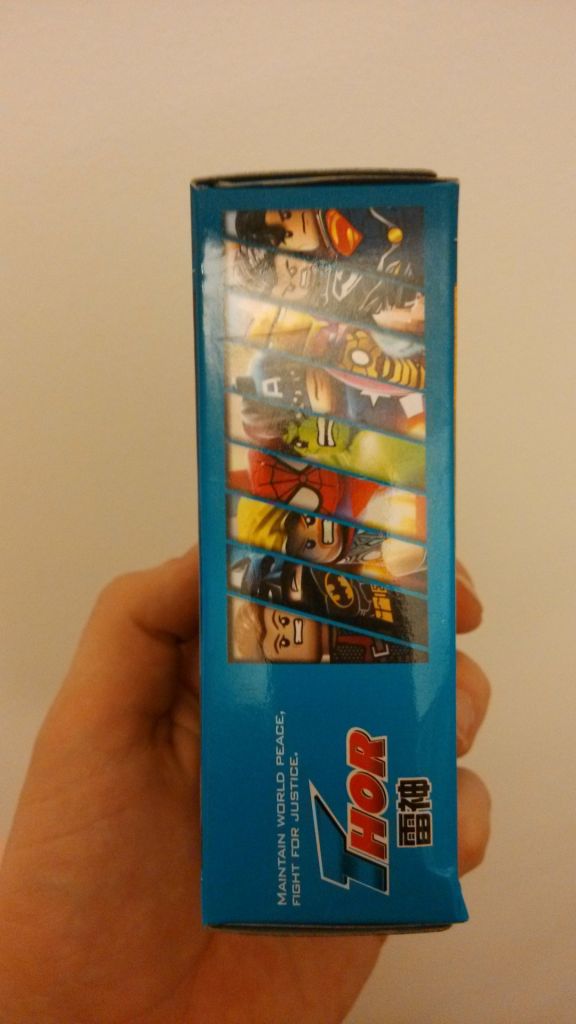 MAINTAIN WORLD PEACE,
FIGHT FOR JUSTICE.
THOR
雷神
A